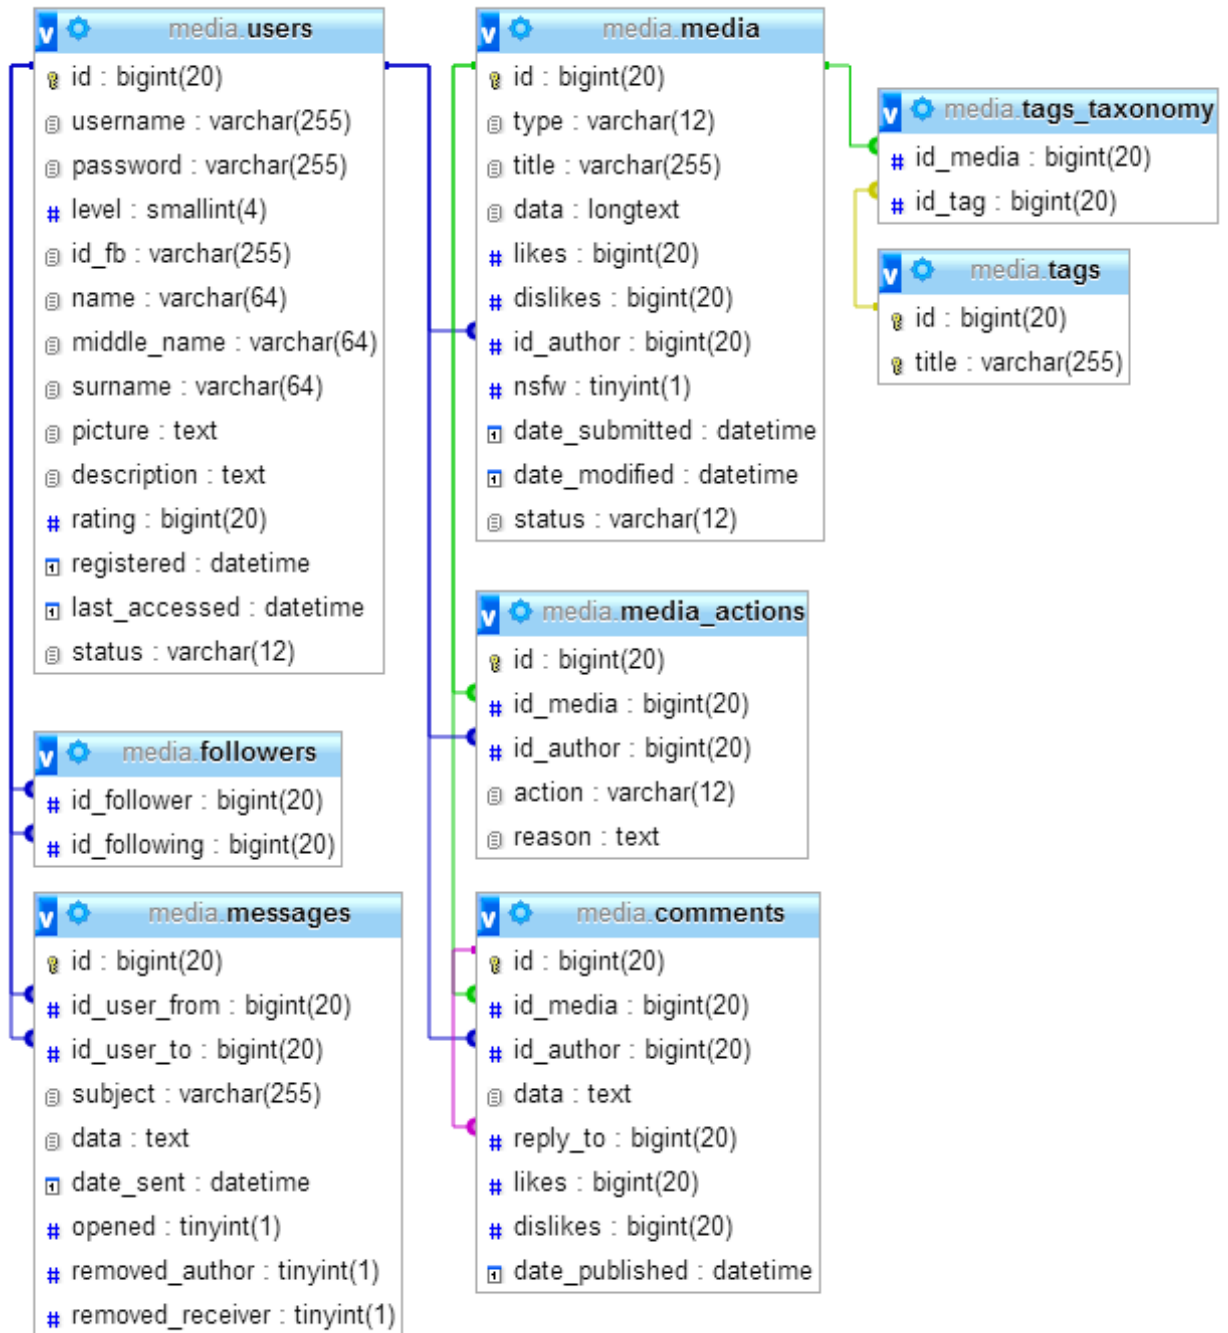 v media.users
id : bigint(20)
username : varchar(255)
password : varchar(255)
# level : smallint(4)
id_fb : varchar(255)
name : varchar(64)
middle_name : varchar(64)
surname : varchar(64)
picture : text
description : text
# rating : bigint(20)
registered : datetime
last_accessed : datetime
status : varchar(12)
v media.followers
# id_follower : bigint(20)
# id_following : bigint(20)
v media.messages
id : bigint(20)
# id_user_from : bigint(20)
# id_user_to : bigint(20)
subject : varchar(255)
data : text
date_sent : datetime
# opened : tinyint(1)
# removed_author : tinyint(1)
# removed_receiver : tinyint(1)
v media.media
id : bigint(20)
type : varchar(12)
title : varchar(255)
data : longtext
# likes : bigint(20)
# dislikes : bigint(20)
# id_author : bigint(20)
# nsfw : tinyint(1)
date_submitted : datetime
date_modified : datetime
status : varchar(12)
v media.media_actions
id : bigint(20)
# id_media : bigint(20)
# id_author : bigint(20)
action : varchar(12)
reason : text
v media.comments
id : bigint(20)
# id_media : bigint(20)
# id_author : bigint(20)
data : text
# reply_to : bigint(20)
# likes : bigint(20)
# dislikes : bigint(20)
date_published : datetime
v media.tags_taxonomy
# id_media : bigint(20)
# id_tag : bigint(20)
v media.tags
id : bigint(20)
title : varchar(255)